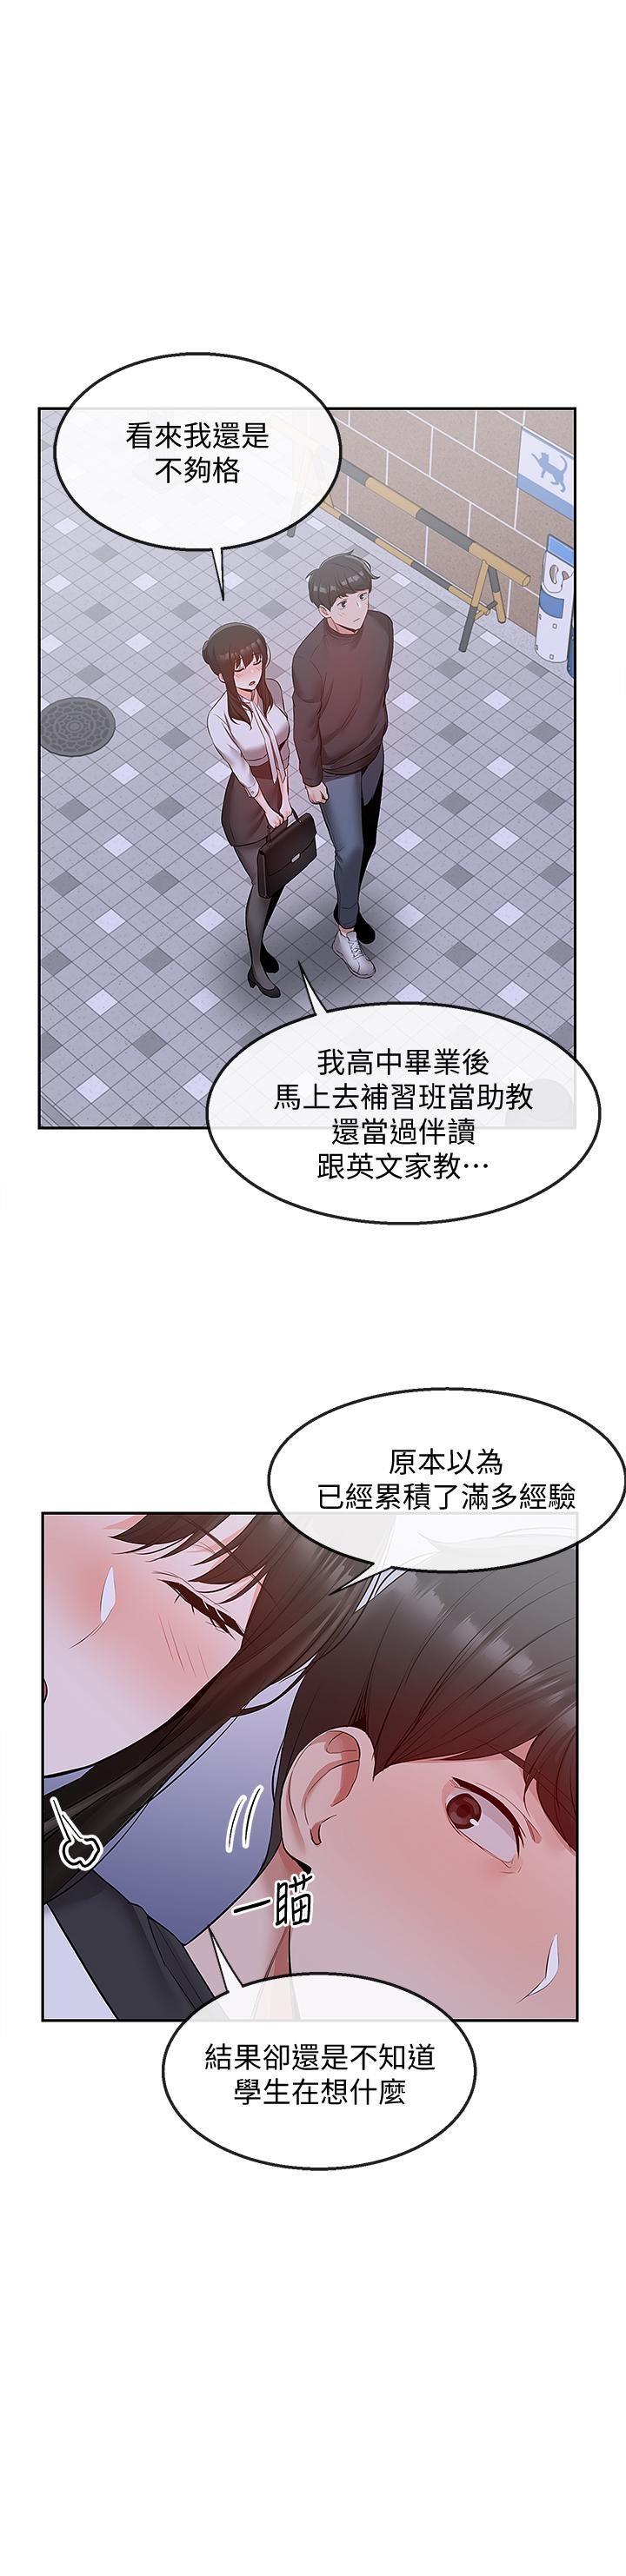 看來我還是
不夠格
我高中畢業後
馬上去補習班當助教
還當過伴讀
跟英文家教…
原本以為
已經累積了滿多經驗
一瞄
結果卻還是不知道
學生在想什麼